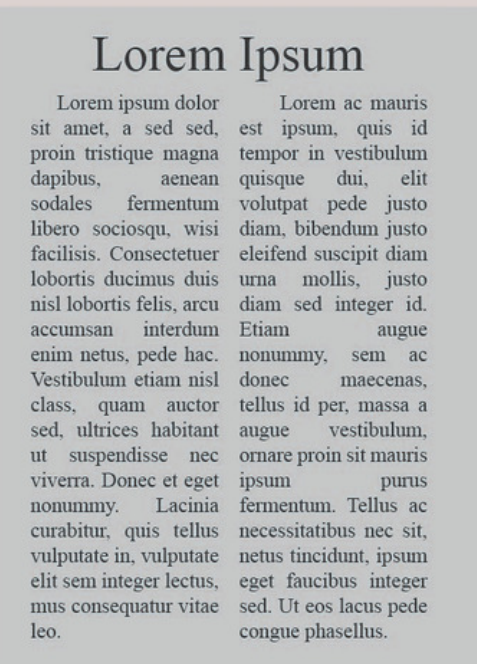 Lorem Ipsum
Lorem ipsum dolor
sit amet, a sed sed,
proin tristique magna
dapibus, aenean
sodales fermentum
libero sociosqu, wisi
facilisis. Consectetuer
lobortis ducimus duis
nisl lobortis felis, arcu
accumsan interdum
enim netus, pede hac.
Vestibulum etiam nisl
class, quam auctor
sed, ultrices habitant
ut suspendisse nec
viverra. Donec et eget
nonummy. Lacinia
curabitur, quis tellus
vulputate in, vulputate
elit sem integer lectus,
mus consequatur vitae
leo.
Lorem ac mauris
est ipsum, quis id
tempor in vestibulum
quisque dui, elit
volutpat pede justo
diam, bibendum justo
eleifend suscipit diam
urna mollis, justo
diam sed integer id.
Etiam augue
nonummy, sem ac
donec maecenas,
tellus id per, massa a
augue vestibulum,
ornare proin sit mauris
ipsum purus
fermentum. Tellus ac
necessitatibus nec sit,
netus tincidunt, ipsum
eget faucibus integer
sed. Ut eos lacus pede
congue phasellus.